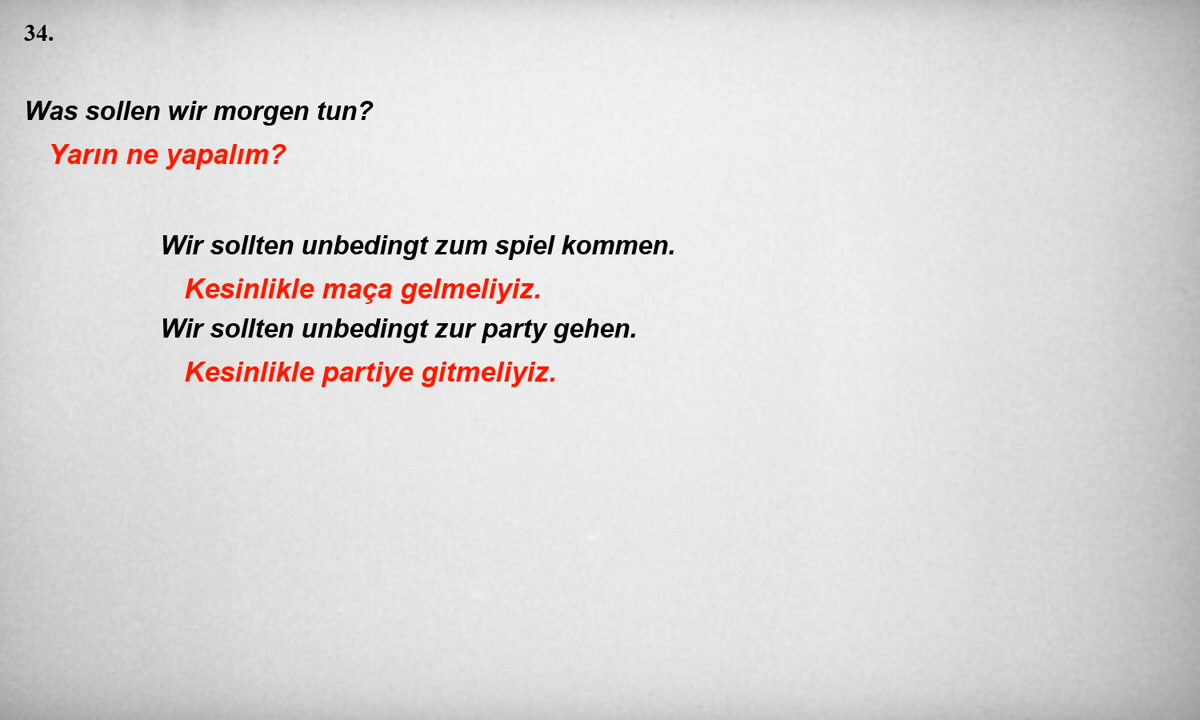 34.
Was sollen wir morgen tun?
Yarın ne yapalım?
Wir sollten unbedingt zum spiel kommen.
Kesinlikle maça gelmeliyiz.
Wir sollten unbedingt zur party gehen.
Kesinlikle partiye gitmeliyiz.